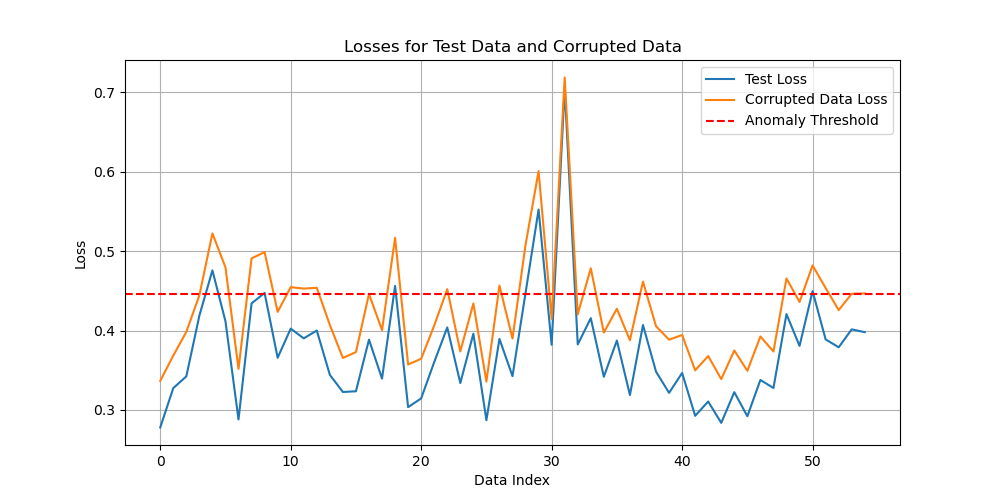 Losses for Test Data and Corrupted Data
Test Loss
Corrupted Data Loss
Anomaly Threshold
0.7
0.6
0.5
0.4
0.3
Loss
0
10
20
30
40
50
Data Index